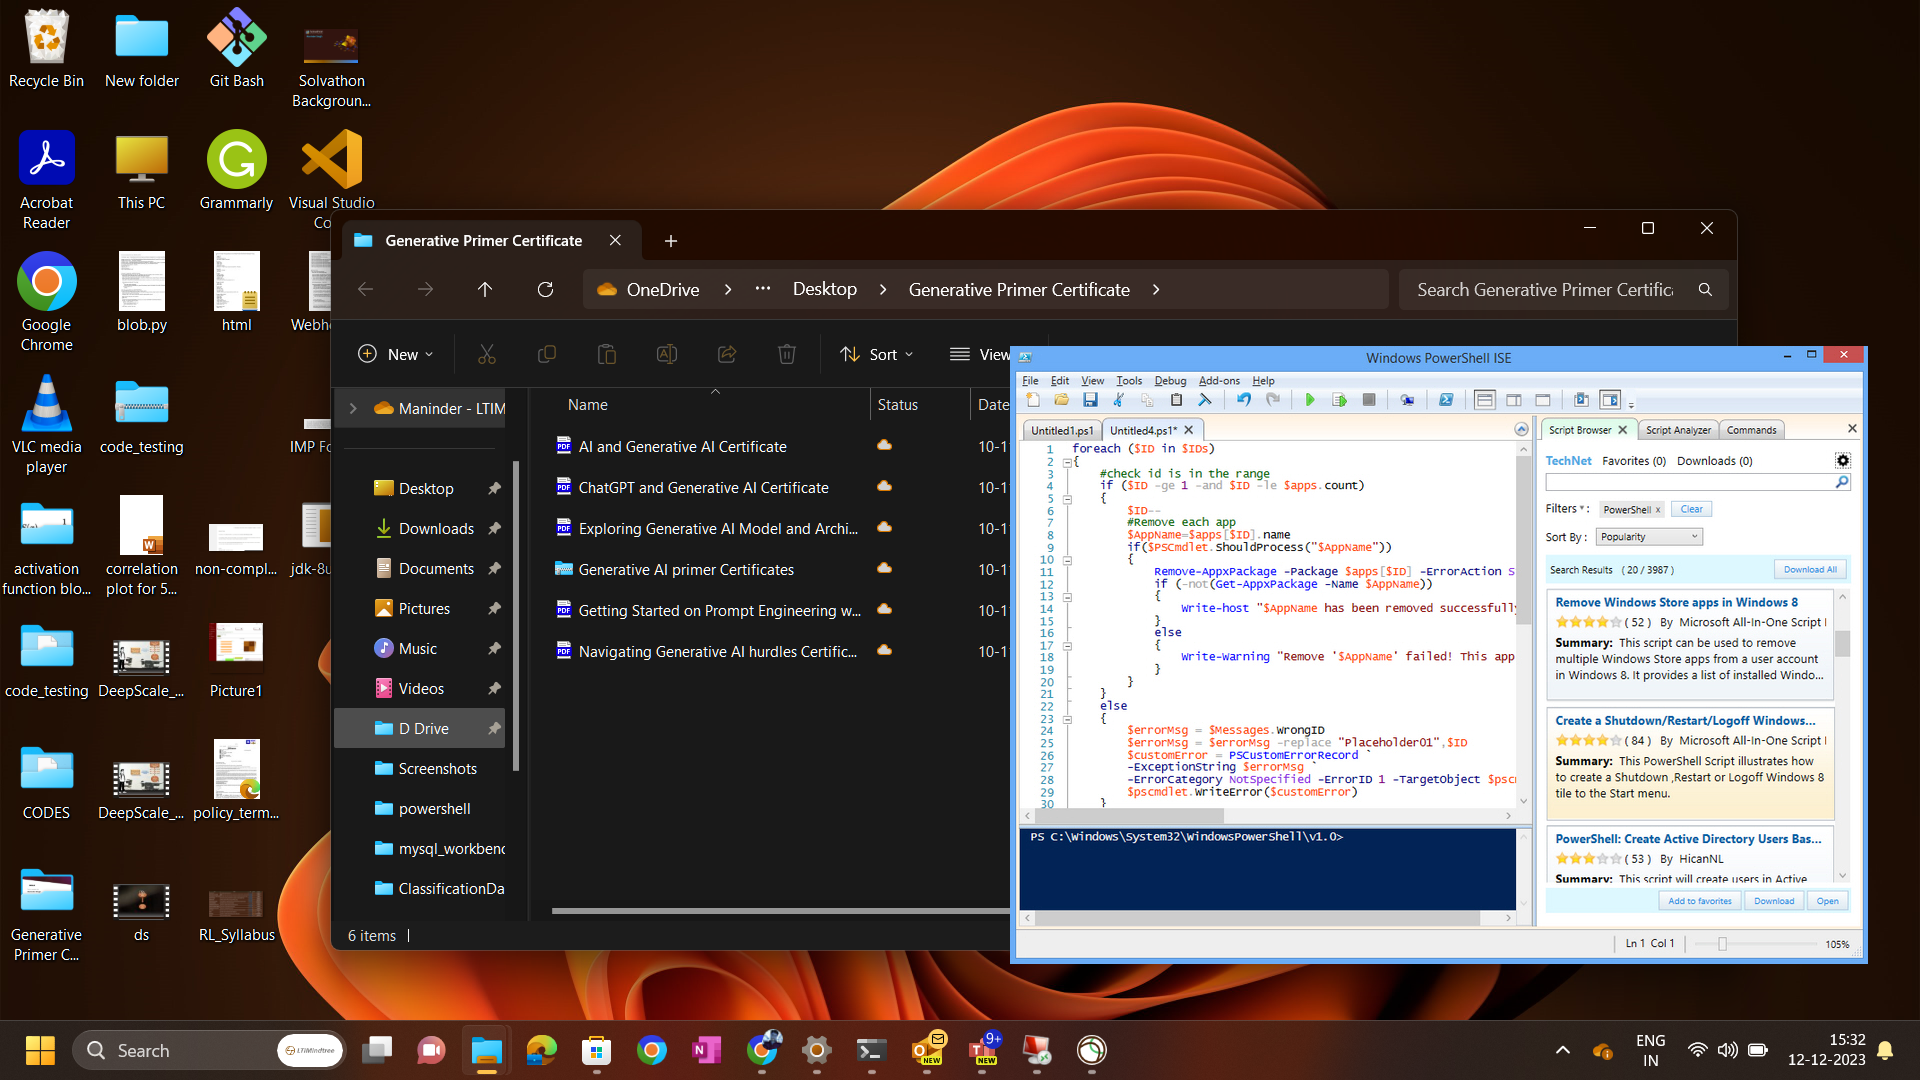 Recycle Bin
New folder
Git Bash
Solvathon
Backgroun...
Acrobat
Reader
This PC
Grammarly
Visual Studio
Co
Google
Chrome
blob.py
html
Webh
VLC media
player
code_testing
IMP Fo
activation
function blo...
correlation
plot for 5...
non-compl...
jdk-8u
code_testing
DeepScale_...
Picture1
CODES
DeepScale_...
policy_term...
Generative
Primer C...
ds
RL_Syllabus
Generative Primer Certificate
OneDrive
...
Desktop
Generative Primer Certificate
Search Generative Primer Certific
New
Sort
View
Maninder - LTIM
Desktop
Downloads
Documents
Pictures
Music
Videos
D Drive
Screenshots
powershell
mysql_workbenc
ClassificationDa
Name
Status
Date
AI and Generative AI Certificate 10-1
ChatGPT and Generative AI Certificate 10-1
Exploring Generative AI Model and Archi... 10-1
Generative AI primer Certificates 10-1
Getting Started on Prompt Engineering w... 10-1
Navigating Generative AI hurdles Certific... 10-1
6 items
Windows PowerShell ISE
File Edit View Tools Debug Add-ons Help
Untitled1.ps1
Untitled4.ps1*
1 foreach ($ID in $IDs)
2 {
3 #check id is in the range
4 if ($ID -ge 1 -and $ID -le $apps.count)
5 {
6 $ID--
7 #Remove each app
8 $AppName=$apps[$ID].name
9 if($PSCmdlet.ShouldProcess("$AppName"))
10 {
11 Remove-AppxPackage -Package $apps[$ID] -ErrorAction S
12 if (-not(Get-AppxPackage -Name $AppName))
13 {
14 Write-host "$AppName has been removed successfully
15 }
16 else
17 {
18 Write-Warning "Remove '$AppName' failed! This app
19 }
20 }
21 }
22 else
23 {
24 $errorMsg = $Messages.WrongID
25 $errorMsg = $errorMsg -replace "Placeholder01",$ID
26 $customError = PSCustomErrorRecord `
27 -ExceptionString $errorMsg `
28 -ErrorCategory NotSpecified -ErrorID 1 -TargetObject $pscm
29 $pscmdlet.WriteError($customError)
30 }
PS C:\Windows\System32\WindowsPowerShell\v1.0>
Script Browser
Script Analyzer
Commands
TechNet Favorites (0) Downloads (0)
Filters : PowerShell x Clear
Sort By : Popularity
Search Results ( 20 / 3987 ) Download All
Remove Windows Store apps in Windows 8
( 52 ) By Microsoft All-In-One Script
Summary: This script can be used to remove
multiple Windows Store apps from a user account
in Windows 8. It provides a list of installed Windo...
Create a Shutdown/Restart/Logoff Windows...
( 84 ) By Microsoft All-In-One Script
Summary: This PowerShell Script illustrates how
to create a Shutdown ,Restart or Logoff Windows 8
tile to the Start menu.
PowerShell: Create Active Directory Users Bas...
( 53 ) By HicanNL
Summary: This script will create users in Active
Add to favorites Download Open
Ln 1 Col 1
105%
Search
LTIMindtree
NEW
9+
NEW
ENG
IN
15:32
12-12-2023